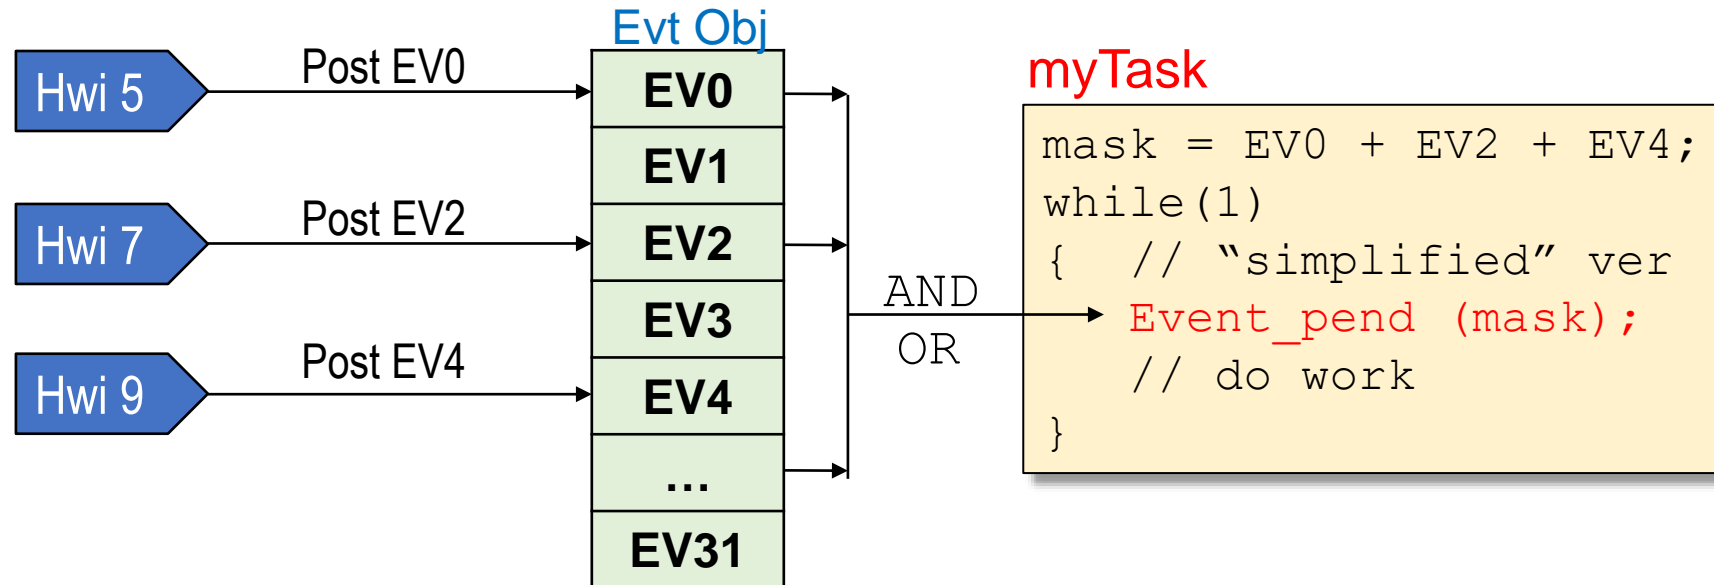 Evt Obj
Hwi 5
Post EV0
EV0
EV1
Hwi 7
Post EV2
EV2
EV3
Hwi 9
Post EV4
EV4
...
EV31
AND
OR
myTask
mask = EV0 + EV2 + EV4;
while(1)
{ // “simplified” ver
Event_pend (mask);
// do work
}